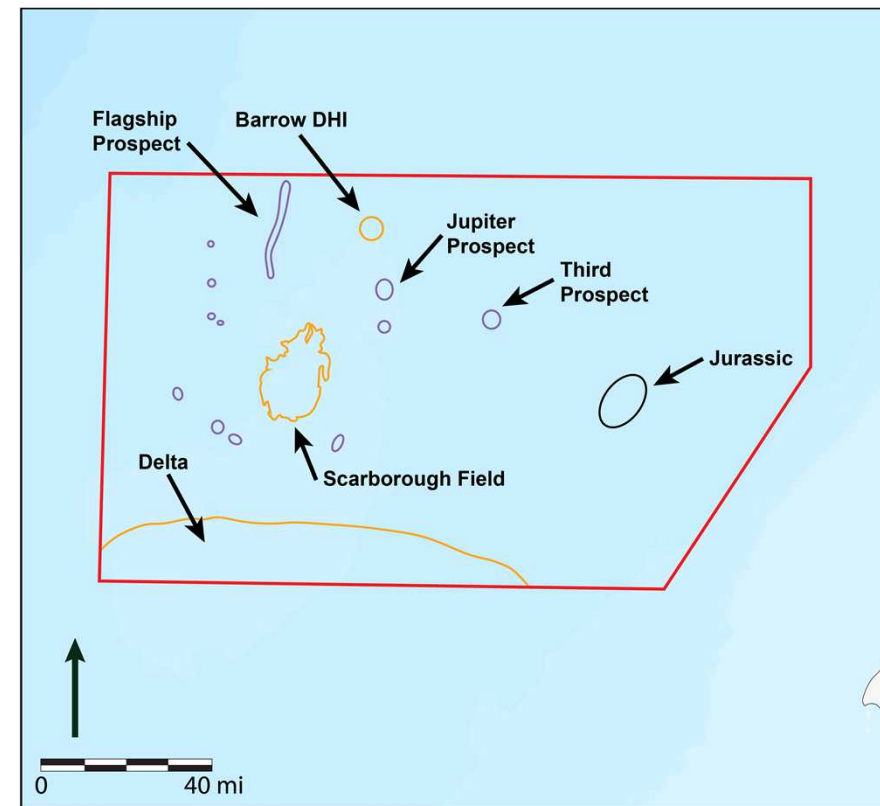 Flagship
Prospect
Barrow DHI
Jupiter
Prospect
Third
Prospect
Jurassic
Delta
Scarborough Field
0 40 mi